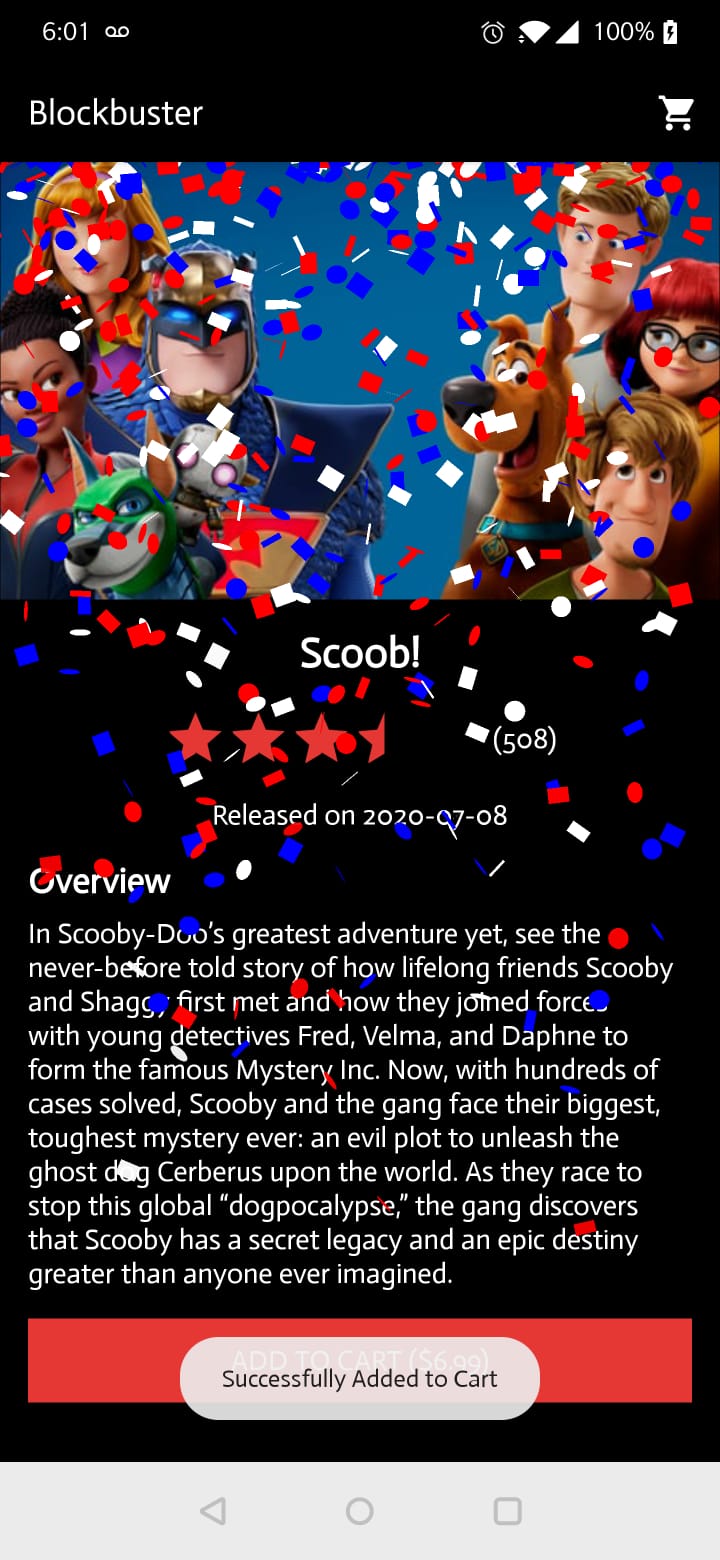 6:01
100%
Blockbuster
Scoob!
(508)
Released on 2020-07-08
Overview
In Scooby-Doo’s greatest adventure yet, see the
never-before told story of how lifelong friends Scooby
and Shaggy first met and how they joined forces
with young detectives Fred, Velma, and Daphne to
form the famous Mystery Inc. Now, with hundreds of
cases solved, Scooby and the gang face their biggest,
toughest mystery ever: an evil plot to unleash the
ghost dog Cerberus upon the world. As they race to
stop this global “dogpocalypse,” the gang discovers
that Scooby has a secret legacy and an epic destiny
greater than anyone ever imagined.
ADD TO CART ($6.99)
Successfully Added to Cart